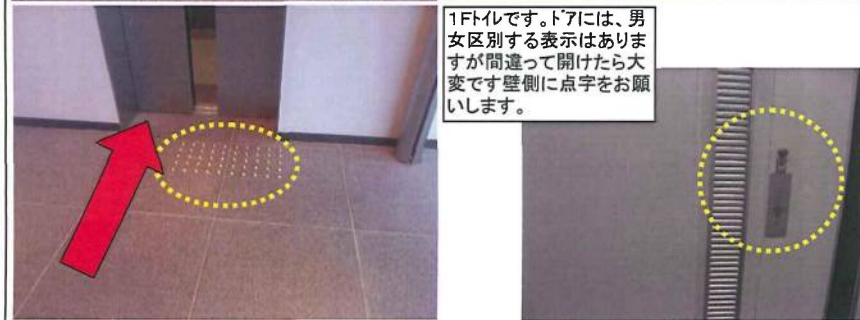 1Fトイレです。ドアには、男
女区別する表示はありま
すが間違って開けたら大
変です壁側に点字をお願
いします。